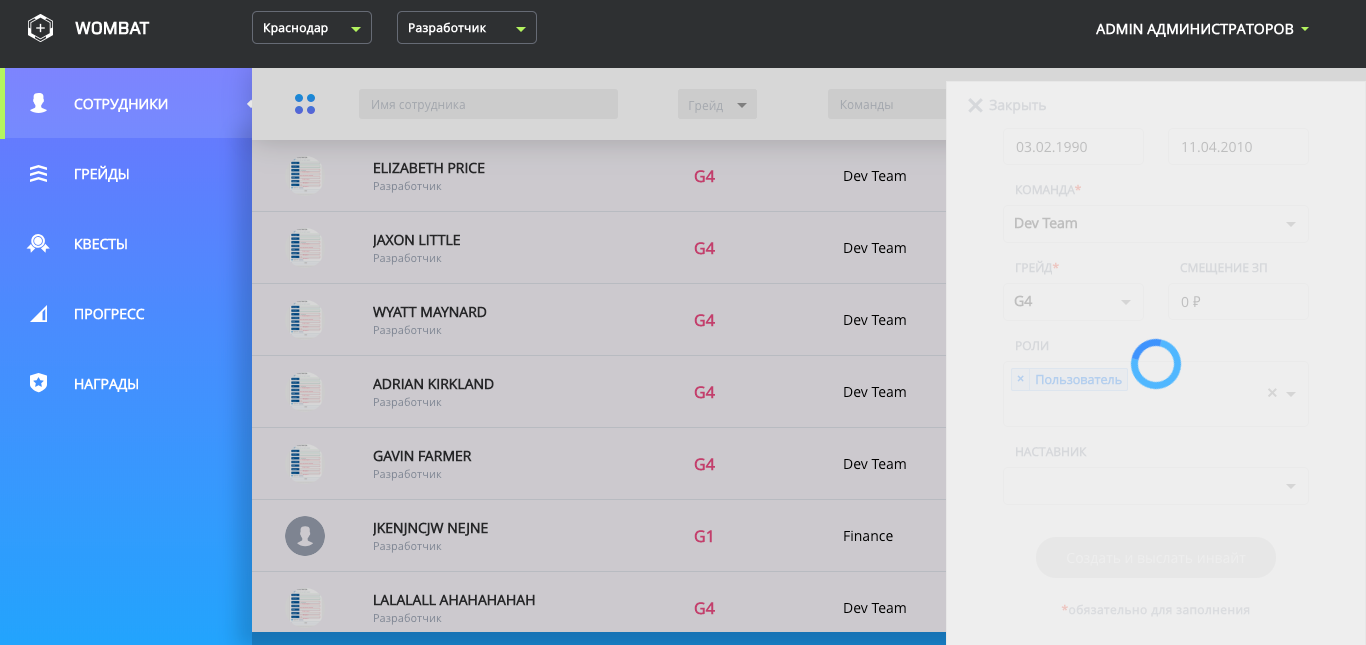 WOMBAT
Краснодар
Разработчик
ADMIN АДМИНИСТРАТОРОВ
СОТРУДНИКИ
ГРЕЙДЫ
КВЕСТЫ
ПРОГРЕСС
НАГРАДЫ
Имя сотрудника
Грейд
Команды
ELIZABETH PRICE
Разработчик
G4
Dev Team
JAXON LITTLE
Разработчик
G4
Dev Team
WYATT MAYNARD
Разработчик
G4
Dev Team
ADRIAN KIRKLAND
Разработчик
G4
Dev Team
GAVIN FARMER
Разработчик
G4
Dev Team
JKENJNCJW NEJNE
Разработчик
G1
Finance
LALALALL AHAHAHAHAH
Разработчик
G4
Dev Team
Закрыть
03.02.1990
11.04.2010
КОМАНДА*
Dev Team
ГРЕЙД*
СМЕЩЕНИЕ ЗП
G4
0 ₽
РОЛИ
× Пользователь
НАСТАВНИК
Создать и выслать инвайт
*обязательно для заполнения